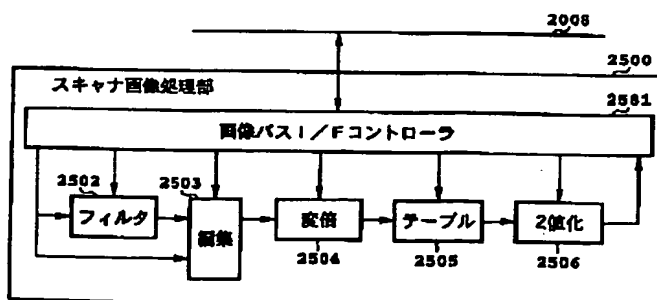 2008
2500
スキャナ画像処理部
2581
画像バスI/Fコントローラ
2502
フィルタ
2503
編集
変倍
2504
テーブル
2505
2値化
2506